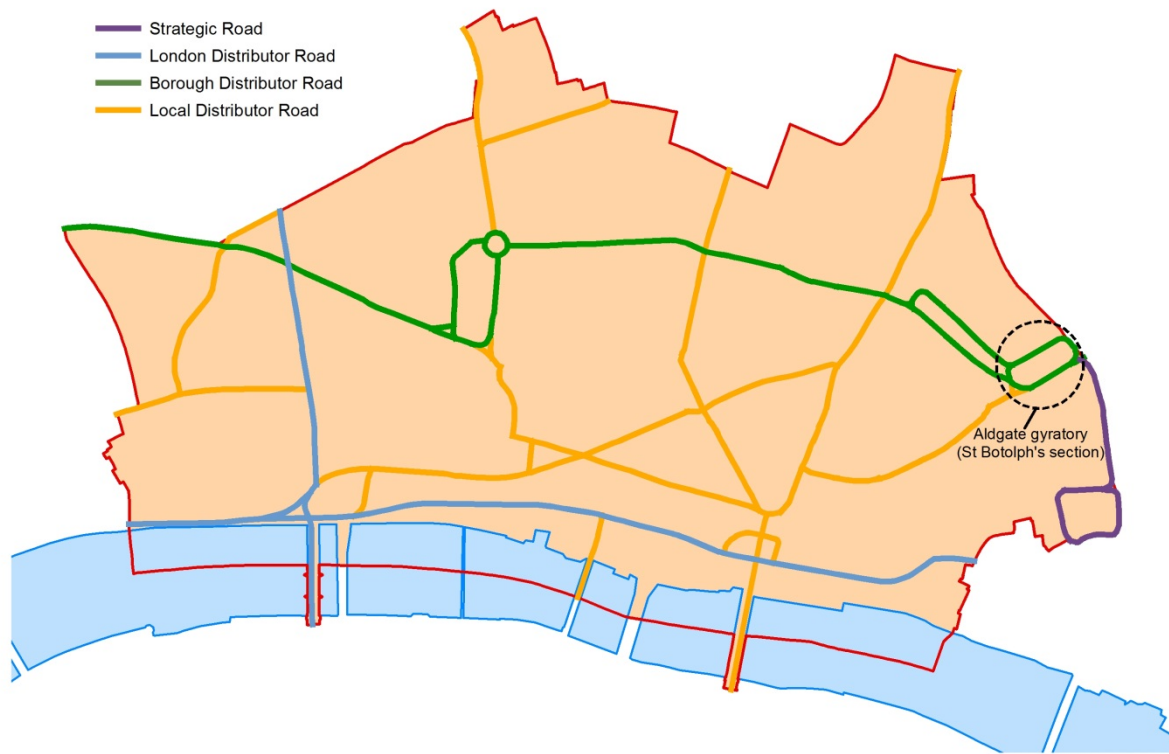 Strategic Road
London Distributor Road
Borough Distributor Road
Local Distributor Road
Aldgate gyratory
(St Botolph's section)